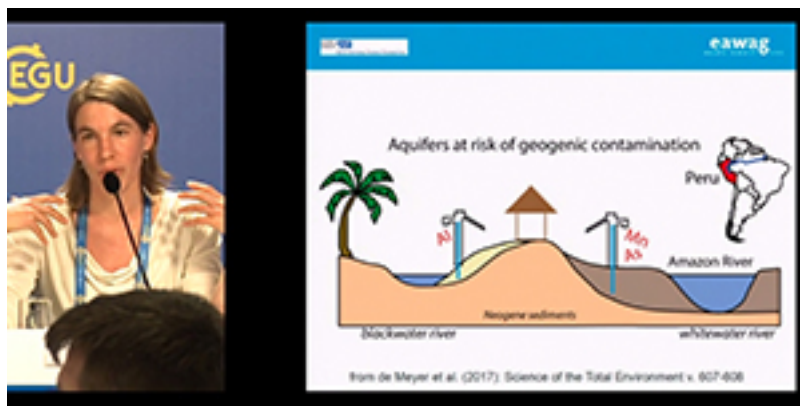 EGU
eawag
Aquifers at risk of geogenic contamination
Peru
Al
Mn
As
Amazon River
Neogene sediments
blackwater river
whitewater river
from de Meyer et al. (2017): Science of the Total Environment v. 607-608